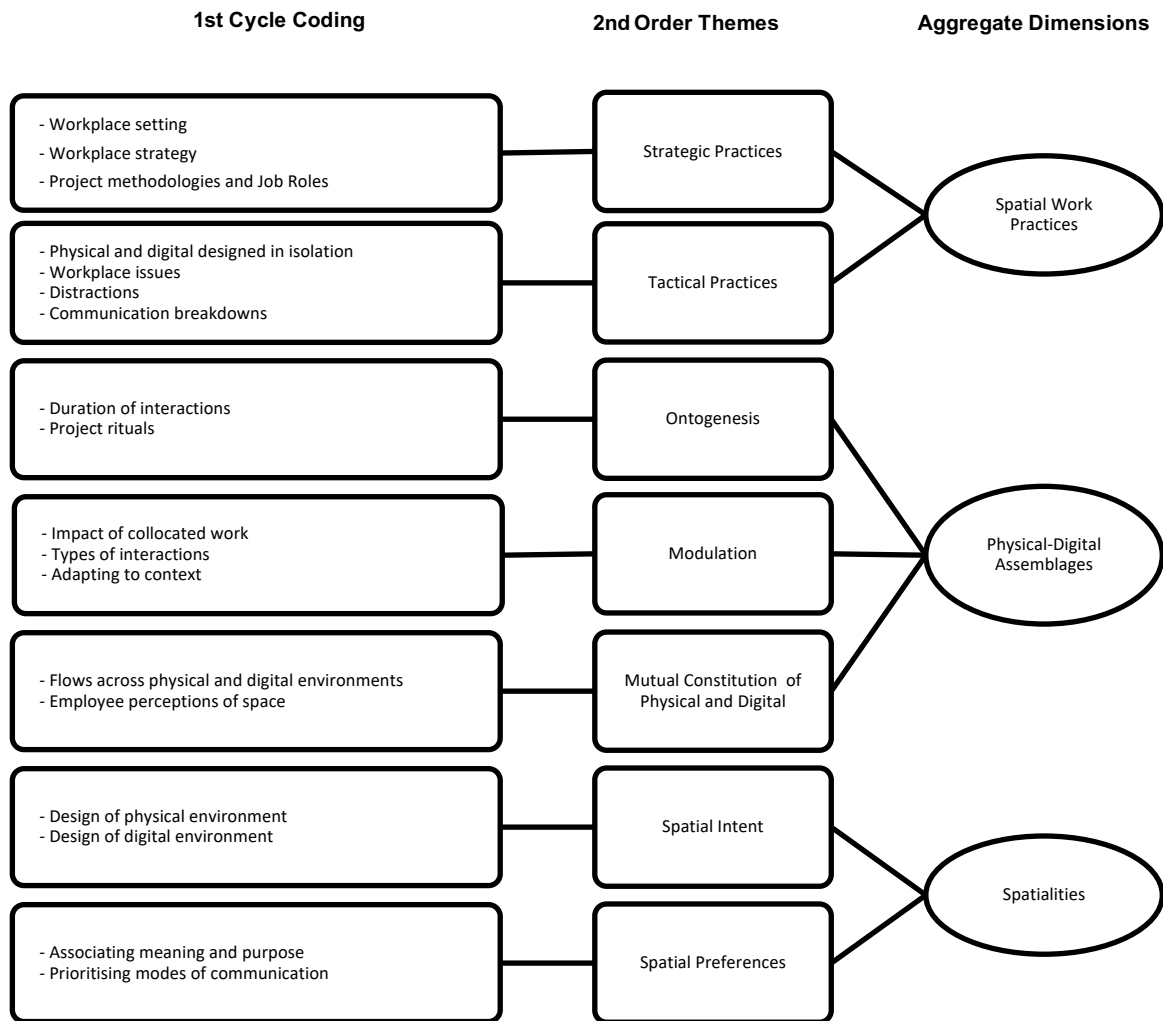 1st Cycle Coding
2nd Order Themes
Aggregate Dimensions
- Workplace setting
- Workplace strategy
- Project methodologies and Job Roles
Strategic Practices
Spatial Work
Practices
- Physical and digital designed in isolation
- Workplace issues
- Distractions
- Communication breakdowns
Tactical Practices
- Duration of interactions
- Project rituals
Ontogenesis
- Impact of collocated work
- Types of interactions
- Adapting to context
Modulation
Physical-Digital
Assemblages
- Flows across physical and digital environments
- Employee perceptions of space
Mutual Constitution of
Physical and Digital
- Design of physical environment
- Design of digital environment
Spatial Intent
Spatialities
- Associating meaning and purpose
- Prioritising modes of communication
Spatial Preferences